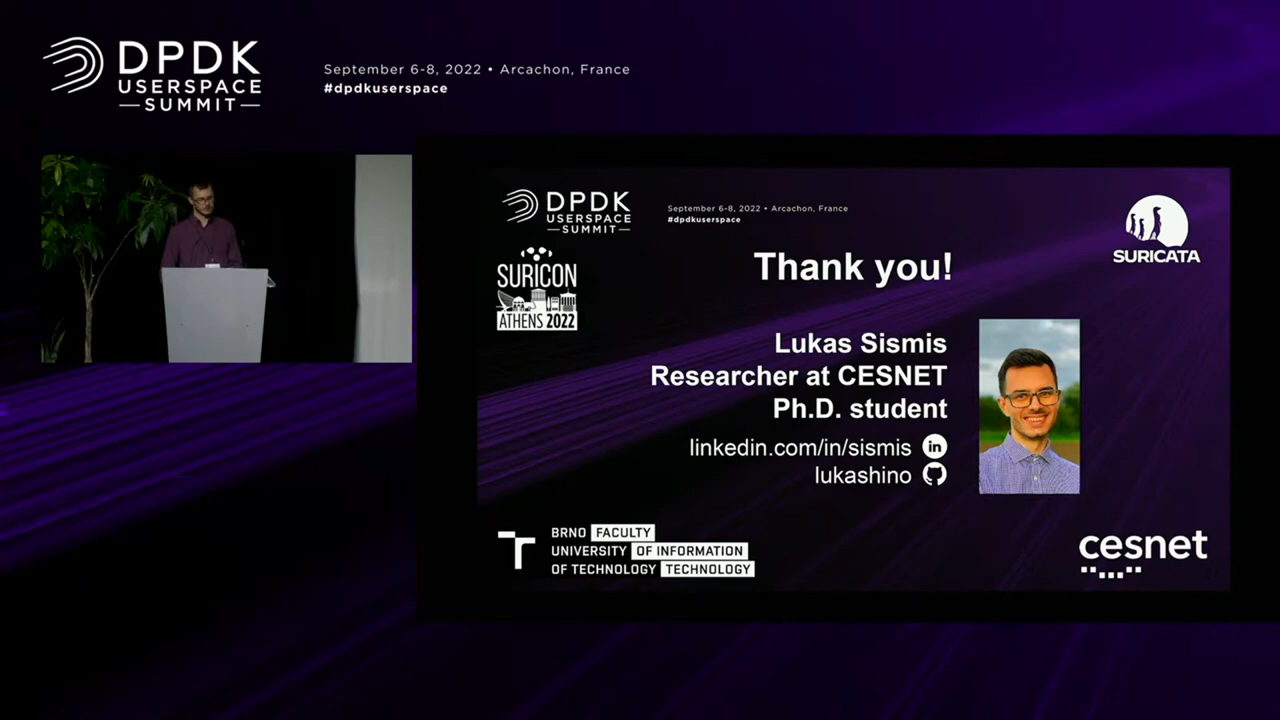 DPDK
USERSPACE
SUMMIT
September 6-8, 2022 • Arcachon, France
#dpdkuserspace
DPDK
USERSPACE
SUMMIT
September 6-8, 2022 • Arcachon, France
#dpdkuserspace
SURICATA
SURICON
ATHENS 2022
Thank you!
Lukas Sismis
Researcher at CESNET
Ph.D. student
linkedin.com/in/sismis in
lukashino
BRNO FACULTY
UNIVERSITY OF INFORMATION
OF TECHNOLOGY TECHNOLOGY
cesnet